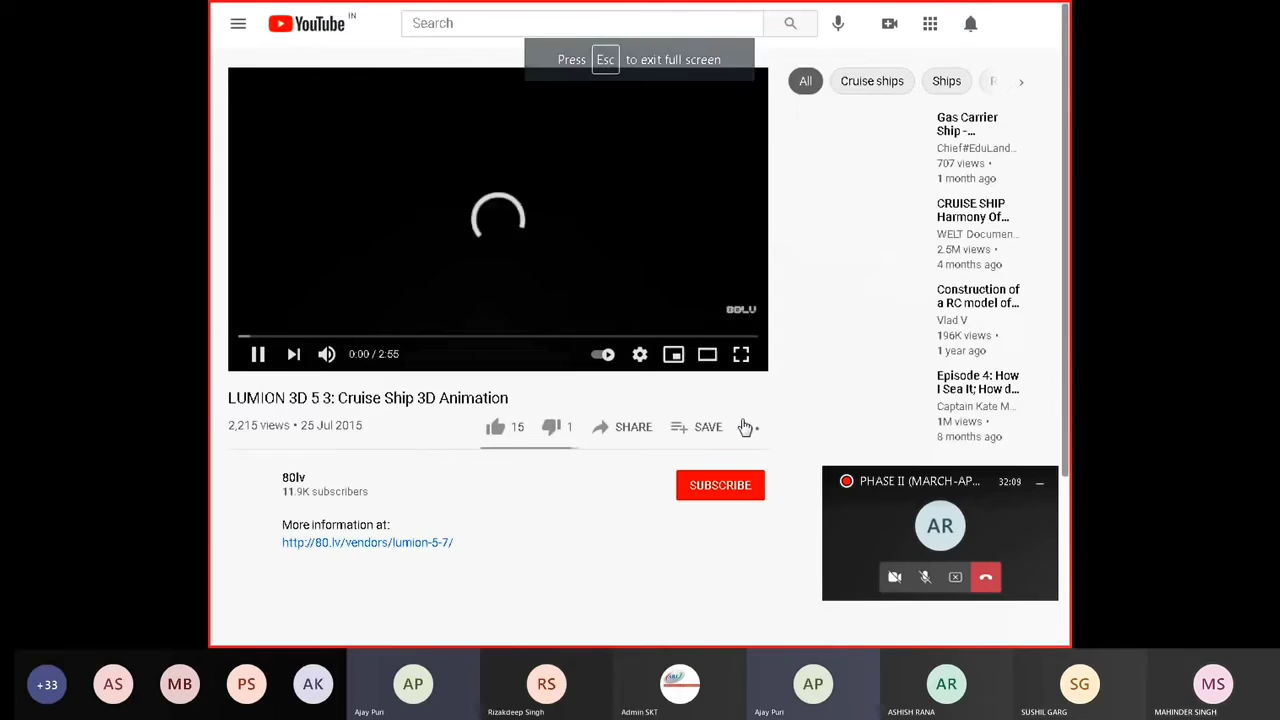 YouTube IN
Search
Press Esc to exit full screen
All
Cruise ships
Ships
R
Gas Carrier
Ship -...
Chief#EduLand...
707 views •
1 month ago
CRUISE SHIP
Harmony Of...
WELT Documen...
2.5M views •
4 months ago
Construction of
a RC model of...
Vlad V
196K views •
1 year ago
Episode 4: How
I Sea It; How d...
Captain Kate M...
1M views •
8 months ago
80LV
0:00 / 2:55
LUMION 3D 5 3: Cruise Ship 3D Animation
2,215 views • 25 Jul 2015
15
1
SHARE
SAVE
80lv
11.9K subscribers
SUBSCRIBE
More information at:
http://80.lv/vendors/lumion-5-7/
PHASE II (MARCH-AP...
32:09
AR
+33
AS
MB
PS
AK
AP
Ajay Puri
RS
Rizakdeep Singh
Admin SKT
AP
Ajay Puri
AR
ASHISH RANA
SG
SUSHIL GARG
MS
MAHINDER SINGH